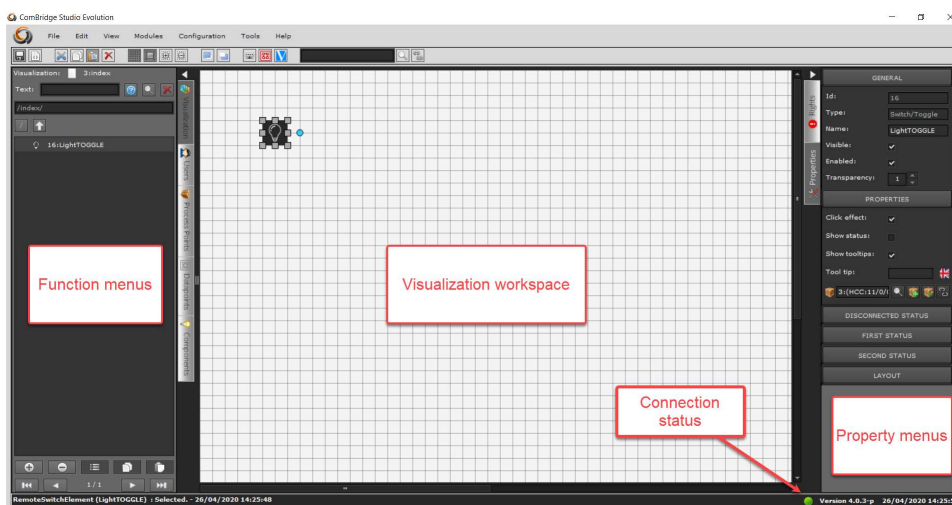 ComBridge Studio Evolution
File Edit View Modules Configuration Tools Help
Visualization: 3:index
Text:
/index/
16:LightTOGGLE
Function menus
1/1
Visualization
Users
Process Points
Datapoints
Components
Visualization workspace
Connection
status
Rights
Properties
GENERAL
Id: 16
Type: Switch/Toggle
Name: LightTOGGLE
Visible:
Enabled:
Transparency: 1
PROPERTIES
Click effect:
Show status:
Show tooltips:
Tool tip:
3:(HCC:11/0/
DISCONNECTED STATUS
FIRST STATUS
SECOND STATUS
LAYOUT
Property menus
RemoteSwitchElement (LightTOGGLE) : Selected. - 26/04/2020 14:25:48
Version 4.0.3-p 26/04/2020 14:25: